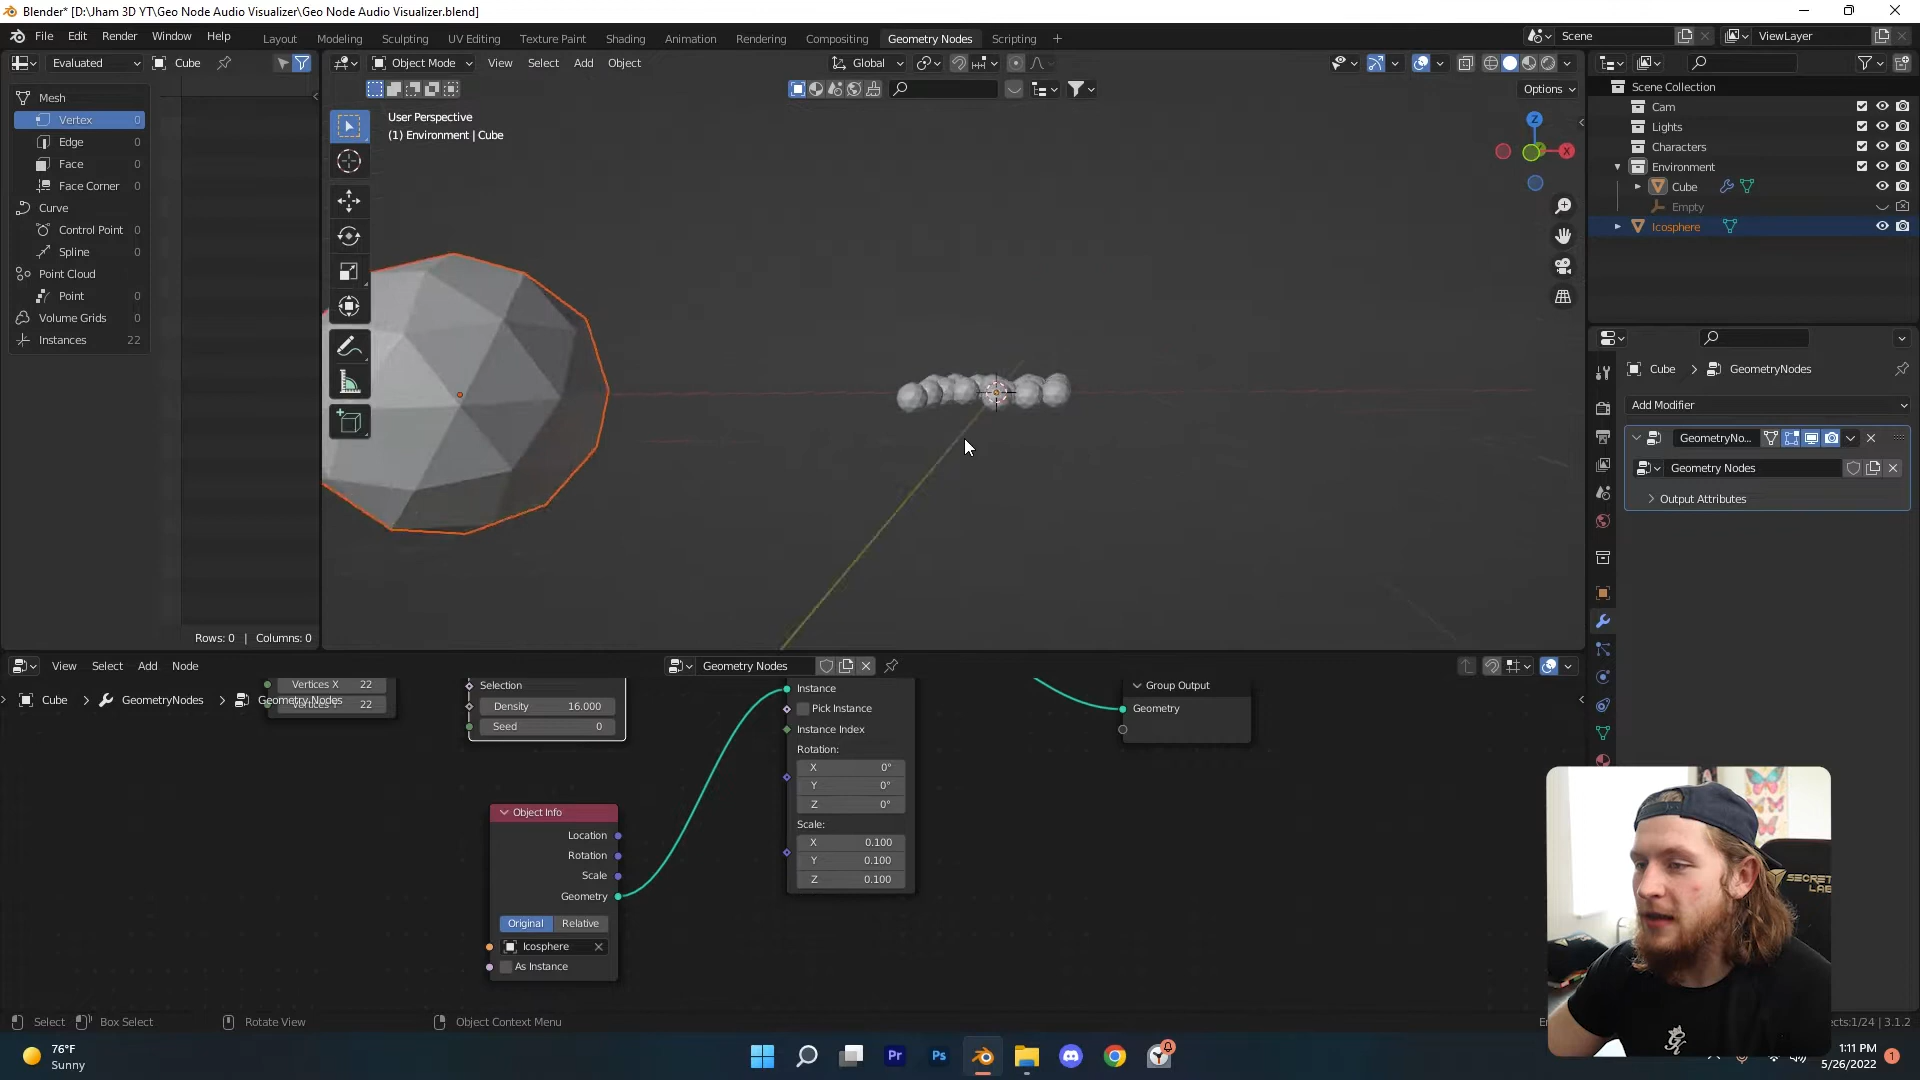 Blender* [D:\Jham 3D YT\Geo Node Audio Visualizer\Geo Node Audio Visualizer.blend]
File Edit Render Window Help
Layout Modeling Sculpting UV Editing Texture Paint Shading Animation Rendering Compositing Geometry Nodes Scripting +
Scene
ViewLayer
Evaluated
Cube
Object Mode
View Select Add Object
Global
Options
Mesh
Vertex 0
Edge 0
Face 0
Face Corner 0
Curve
Control Point 0
Spline 0
Point Cloud
Point 0
Volume Grids 0
Instances 22
Rows: 0 | Columns: 0
User Perspective
(1) Environment | Cube
Z
X
Scene Collection
Cam
Lights
Characters
Environment
Cube
Empty
Icosphere
Cube > GeometryNodes
Add Modifier
GeometryNo...
Geometry Nodes
Output Attributes
View Select Add Node
Geometry Nodes
Cube > GeometryNodes > Geometry Nodes
Vertices X 22
22
Selection
Density 16.000
Seed 0
Instance
Pick Instance
Instance Index
Rotation:
X 0°
Y 0°
Z 0°
Scale:
X 0.100
Y 0.100
Z 0.100
Group Output
Geometry
Object Info
Location
Rotation
Scale
Geometry
Original Relative
Icosphere
As Instance
SECRET
LAB
Select Box Select Rotate View Object Context Menu
cts:1/24 | 3.1.2
76°F
Sunny
Pr
Ps
1:11 PM
5/26/2022
1